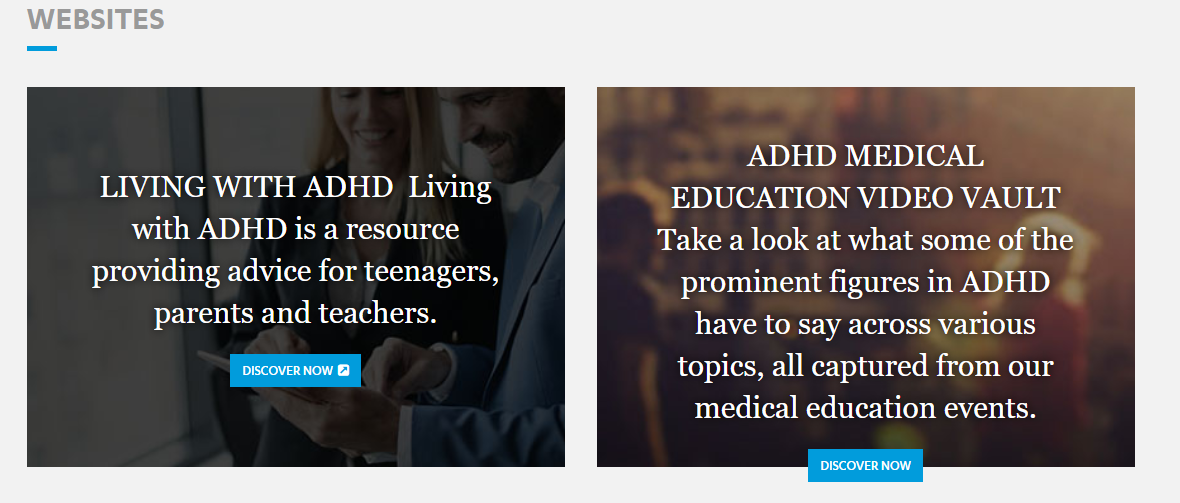 WEBSITES
LIVING WITH ADHD Living
with ADHD is a resource
providing advice for teenagers,
parents and teachers.
DISCOVER NOW
ADHD MEDICAL
EDUCATION VIDEO VAULT
Take a look at what some of the
prominent figures in ADHD
have to say across various
topics, all captured from our
medical education events.
DISCOVER NOW